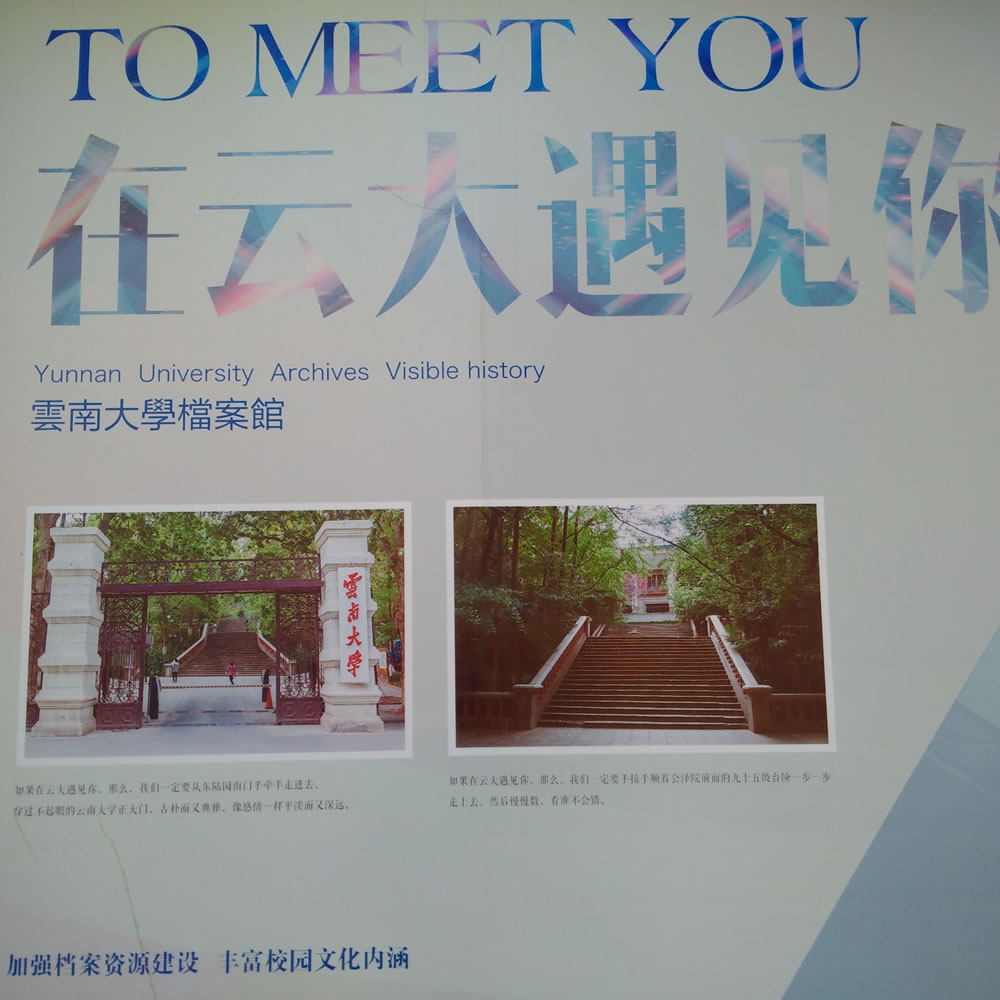 TO MEET YOU
在云大遇见你
Yunnan University Archives Visible history
雲南大學檔案館
雲南大学
如果在云大遇见你，那么，我们一定要从东陆园南门手牵手走进去，
穿过不起眼的云南大学正大门，古朴而又典雅，像感情一样平淡而又深远。
如果在云大遇见你，那么，我们一定要手拉手顺着会泽院前面的九十五级台阶一步一步
走上去，然后慢慢数，看谁不会错。
加强档案资源建设 丰富校园文化内涵